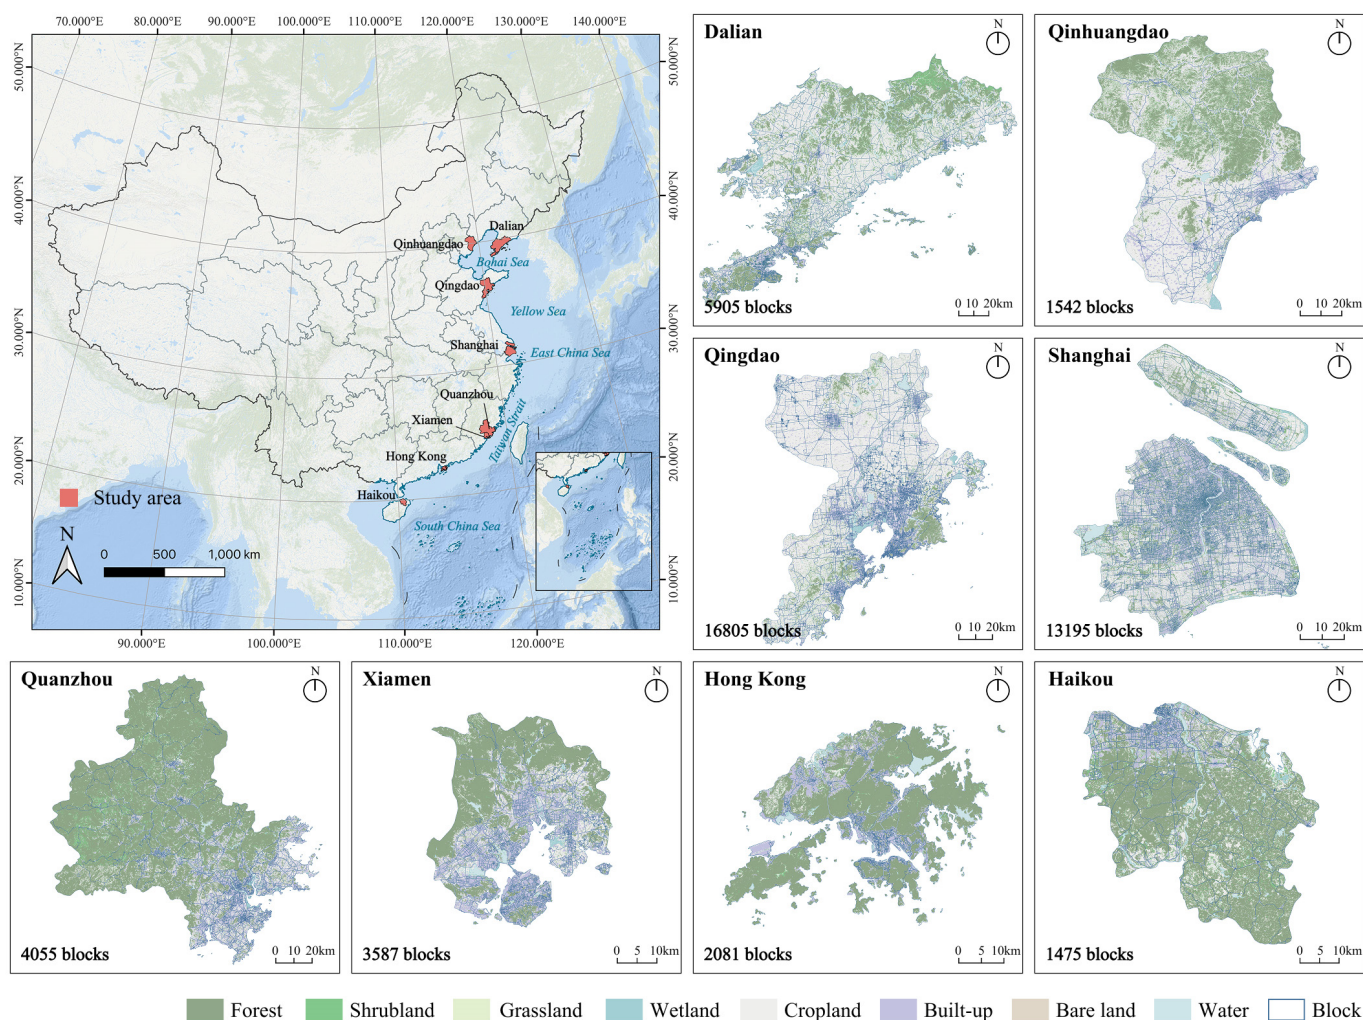 70.000°E 80.000°E 90.000°E 100.000°E 110.000°E 120.000°E 130.000°E 140.000°E
50.000°N
40.000°N
30.000°N
20.000°N
10.000°N
50.000°N
40.000°N
30.000°N
20.000°N
10.000°N
Dalian
Qinhuangdao
Bohai Sea
Qingdao
Yellow Sea
Shanghai
East China Sea
Quanzhou
Xiamen
Taiwan Strait
Hong Kong
Haikou
South China Sea
Study area
N
0 500 1,000 km
90.000°E 100.000°E 110.000°E 120.000°E
Dalian
N
5905 blocks
0 10 20km
Qinhuangdao
N
1542 blocks
0 10 20km
Qingdao
N
16805 blocks
0 10 20km
Shanghai
N
13195 blocks
0 10 20km
Quanzhou
N
4055 blocks
0 10 20km
Xiamen
N
3587 blocks
0 5 10km
Hong Kong
N
2081 blocks
0 5 10km
Haikou
N
1475 blocks
0 5 10km
Forest Shrubland Grassland Wetland Cropland Built-up Bare land Water Block